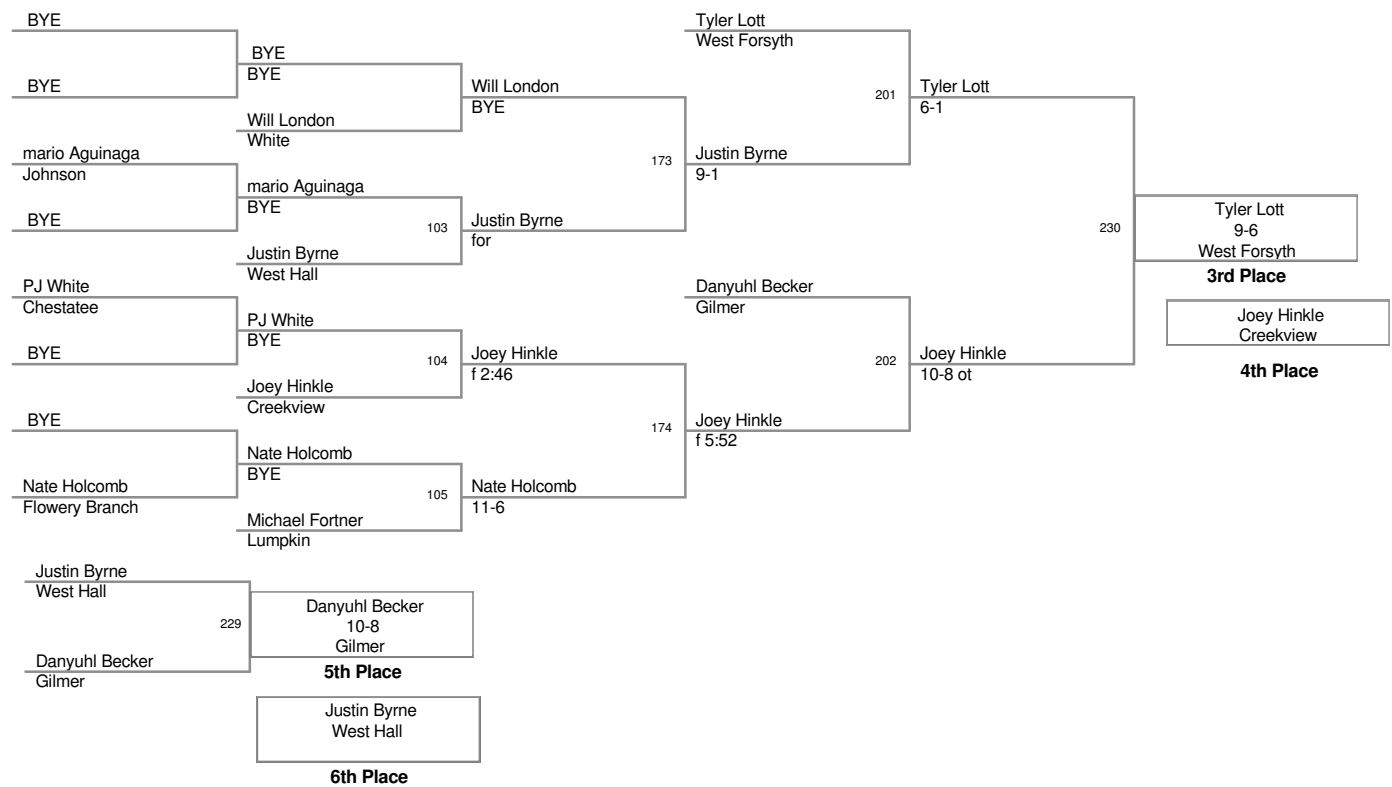 BYE
BYE
BYE
BYE
Will London
White
Will London
BYE
mario Aguinaga
Johnson
BYE
mario Aguinaga
BYE
Justin Byrne
West Hall
103
Justin Byrne
for
173
Justin Byrne
9-1
Tyler Lott
West Forsyth
201
Tyler Lott
6-1
PJ White
Chestatee
BYE
PJ White
BYE
Joey Hinkle
Creekview
104
Joey Hinkle
f 2:46
BYE
Nate Holcomb
Flowery Branch
Nate Holcomb
BYE
Michael Fortner
Lumpkin
105
Nate Holcomb
11-6
174
Joey Hinkle
f 5:52
Danyuhl Becker
Gilmer
202
Joey Hinkle
10-8 ot
230
Tyler Lott
9-6
West Forsyth
3rd Place
Joey Hinkle
Creekview
4th Place
Justin Byrne
West Hall
Danyuhl Becker
Gilmer
229
Danyuhl Becker
10-8
Gilmer
5th Place
Justin Byrne
West Hall
6th Place